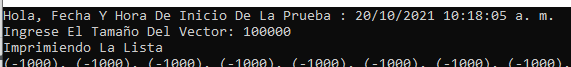 Hola, Fecha Y Hora De Inicio De La Prueba : 20/10/2021 10:18:05 a. m.
Ingrese El Tamaño Del Vector: 100000
Imprimiendo La Lista
(-1000), (-1000), (-1000), (-1000), (-1000), (-1000), (-1000), (-1000),